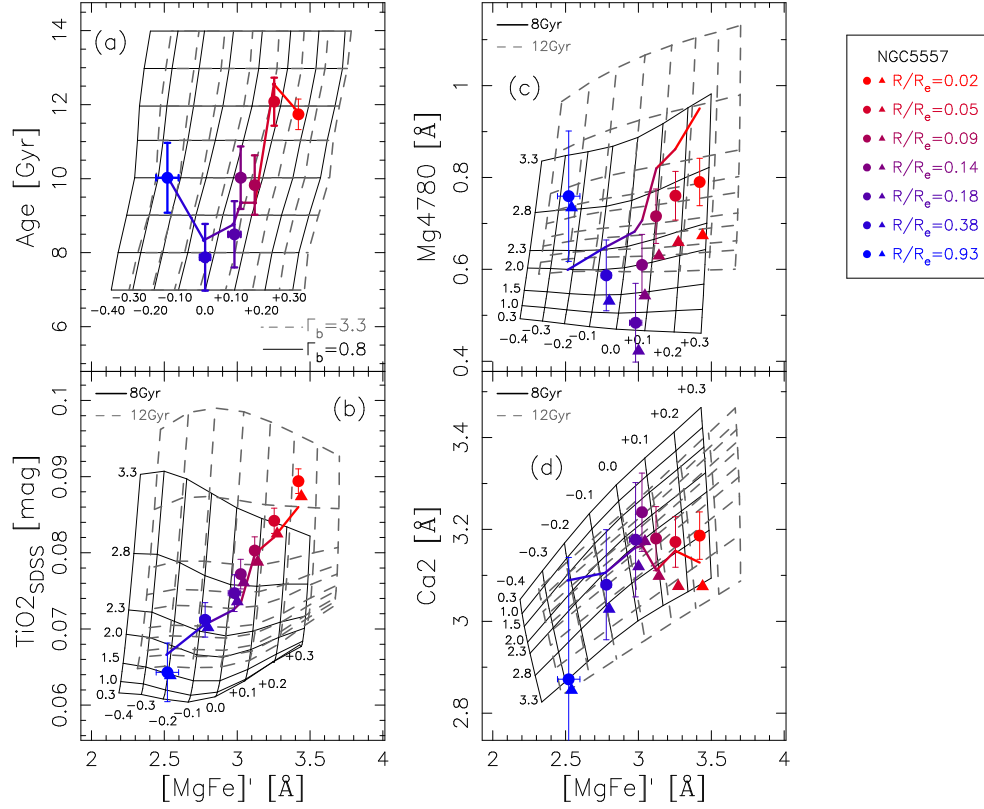 (a)
14
12
10
8
6
Age [Gyr]
−0.40 −0.30 −0.20 −0.10 0.0 +0.10 +0.20 +0.30
Γb=3.3
Γb=0.8
8Gyr
12Gyr
(c)
1
0.8
0.6
0.4
Mg4780 [Å]
3.3
2.8
2.3
2.0
1.5
1.0
0.3
−0.4 −0.3 −0.2 −0.1 0.0 +0.1 +0.2 +0.3
NGC5557
R/Re=0.02
R/Re=0.05
R/Re=0.09
R/Re=0.14
R/Re=0.18
R/Re=0.38
R/Re=0.93
8Gyr
12Gyr
(b)
0.1
0.09
0.08
0.07
0.06
TiO2SDSS [mag]
3.3
2.8
2.3
2.0
1.5
1.0
0.3
−0.4 −0.3 −0.2 −0.1 0.0 +0.1 +0.2 +0.3
2 2.5 3 3.5 4
[MgFe]' [Å]
8Gyr
12Gyr
(d)
3.4
3.2
3
2.8
Ca2 [Å]
−0.4 −0.3 −0.2 −0.1 0.0 +0.1 +0.2 +0.3
0.3
1.0
1.5
2.0
2.3
2.8
3.3
2 2.5 3 3.5 4
[MgFe]' [Å]